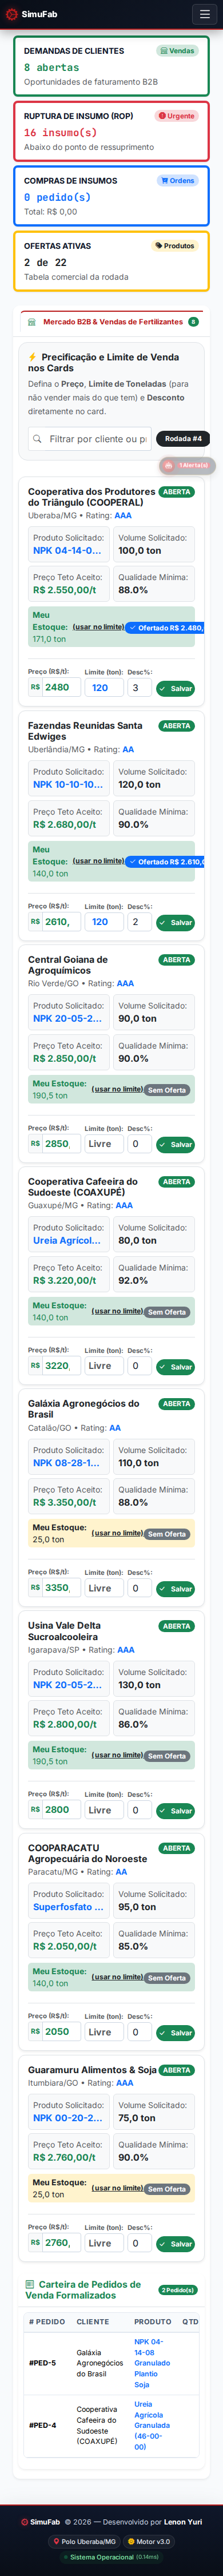 SimuFab
DEMANDAS DE CLIENTES
Vendas
8 abertas
Oportunidades de faturamento B2B
RUPTURA DE INSUMO (ROP)
Urgente
16 insumo(s)
Abaixo do ponto de ressuprimento
COMPRAS DE INSUMOS
Ordens
0 pedido(s)
Total: R$ 0,00
OFERTAS ATIVAS
Produtos
2 de 22
Tabela comercial da rodada
Mercado B2B & Vendas de Fertilizantes 8
Precificação e Limite de Venda
nos Cards
Defina o Preço, Limite de Toneladas (para
não vender mais do que tem) e Desconto
diretamente no card.
Filtrar por cliente ou p
Rodada #4
1 Alerta(s)
Cooperativa dos Produtores
do Triângulo (COOPERAL)
ABERTA
Uberaba/MG • Rating: AAA
Produto Solicitado:
NPK 04-14-0...
Volume Solicitado:
100,0 ton
Preço Teto Aceito:
R$ 2.550,00/t
Qualidade Mínima:
88.0%
Meu
Estoque:
171,0 ton
(usar no limite)
Ofertado R$ 2.480,
Preço (R$/t):
Limite (ton):
Desc%:
R$ 2480
120
3
Salvar
Fazendas Reunidas Santa
Edwiges
ABERTA
Uberlândia/MG • Rating: AA
Produto Solicitado:
NPK 10-10-10...
Volume Solicitado:
120,0 ton
Preço Teto Aceito:
R$ 2.680,00/t
Qualidade Mínima:
90.0%
Meu
Estoque:
140,0 ton
(usar no limite)
Ofertado R$ 2.610,0
Preço (R$/t):
Limite (ton):
Desc%:
R$ 2610,
120
2
Salvar
Central Goiana de
Agroquímicos
ABERTA
Rio Verde/GO • Rating: AAA
Produto Solicitado:
NPK 20-05-2...
Volume Solicitado:
90,0 ton
Preço Teto Aceito:
R$ 2.850,00/t
Qualidade Mínima:
90.0%
Meu Estoque:
190,5 ton
(usar no limite)
Sem Oferta
Preço (R$/t):
Limite (ton):
Desc%:
R$ 2850,
Livre
0
Salvar
Cooperativa Cafeeira do
Sudoeste (COAXUPÉ)
ABERTA
Guaxupé/MG • Rating: AAA
Produto Solicitado:
Ureia Agrícol...
Volume Solicitado:
80,0 ton
Preço Teto Aceito:
R$ 3.220,00/t
Qualidade Mínima:
92.0%
Meu Estoque:
140,0 ton
(usar no limite)
Sem Oferta
Preço (R$/t):
Limite (ton):
Desc%:
R$ 3220,
Livre
0
Salvar
Galáxia Agronegócios do
Brasil
ABERTA
Catalão/GO • Rating: AA
Produto Solicitado:
NPK 08-28-1...
Volume Solicitado:
110,0 ton
Preço Teto Aceito:
R$ 3.350,00/t
Qualidade Mínima:
88.0%
Meu Estoque:
25,0 ton
(usar no limite)
Sem Oferta
Preço (R$/t):
Limite (ton):
Desc%:
R$ 3350,
Livre
0
Salvar
Usina Vale Delta
Sucroalcooleira
ABERTA
Igarapava/SP • Rating: AAA
Produto Solicitado:
NPK 20-05-2...
Volume Solicitado:
130,0 ton
Preço Teto Aceito:
R$ 2.800,00/t
Qualidade Mínima:
86.0%
Meu Estoque:
190,5 ton
(usar no limite)
Sem Oferta
Preço (R$/t):
Limite (ton):
Desc%:
R$ 2800
Livre
0
Salvar
COOPARACATU
Agropecuária do Noroeste
ABERTA
Paracatu/MG • Rating: AA
Produto Solicitado:
Superfosfato ...
Volume Solicitado:
95,0 ton
Preço Teto Aceito:
R$ 2.050,00/t
Qualidade Mínima:
85.0%
Meu Estoque:
140,0 ton
(usar no limite)
Sem Oferta
Preço (R$/t):
Limite (ton):
Desc%:
R$ 2050
Livre
0
Salvar
Guaramuru Alimentos & Soja
ABERTA
Itumbiara/GO • Rating: AAA
Produto Solicitado:
NPK 00-20-2...
Volume Solicitado:
75,0 ton
Preço Teto Aceito:
R$ 2.760,00/t
Qualidade Mínima:
90.0%
Meu Estoque:
25,0 ton
(usar no limite)
Sem Oferta
Preço (R$/t):
Limite (ton):
Desc%:
R$ 2760,
Livre
0
Salvar
Carteira de Pedidos de
Venda Formalizados
2 Pedido(s)
# PEDIDO CLIENTE PRODUTO QTD
#PED-5
Galáxia
Agronegócios
do Brasil
NPK 04-
14-08
Granulado
Plantio
Soja
#PED-4
Cooperativa
Cafeeira do
Sudoeste
(COAXUPÉ)
Ureia
Agrícola
Granulada
(46-00-
00)
SimuFab © 2026 — Desenvolvido por Lenon Yuri
Polo Uberaba/MG
Motor v3.0
Sistema Operacional (0.14ms)